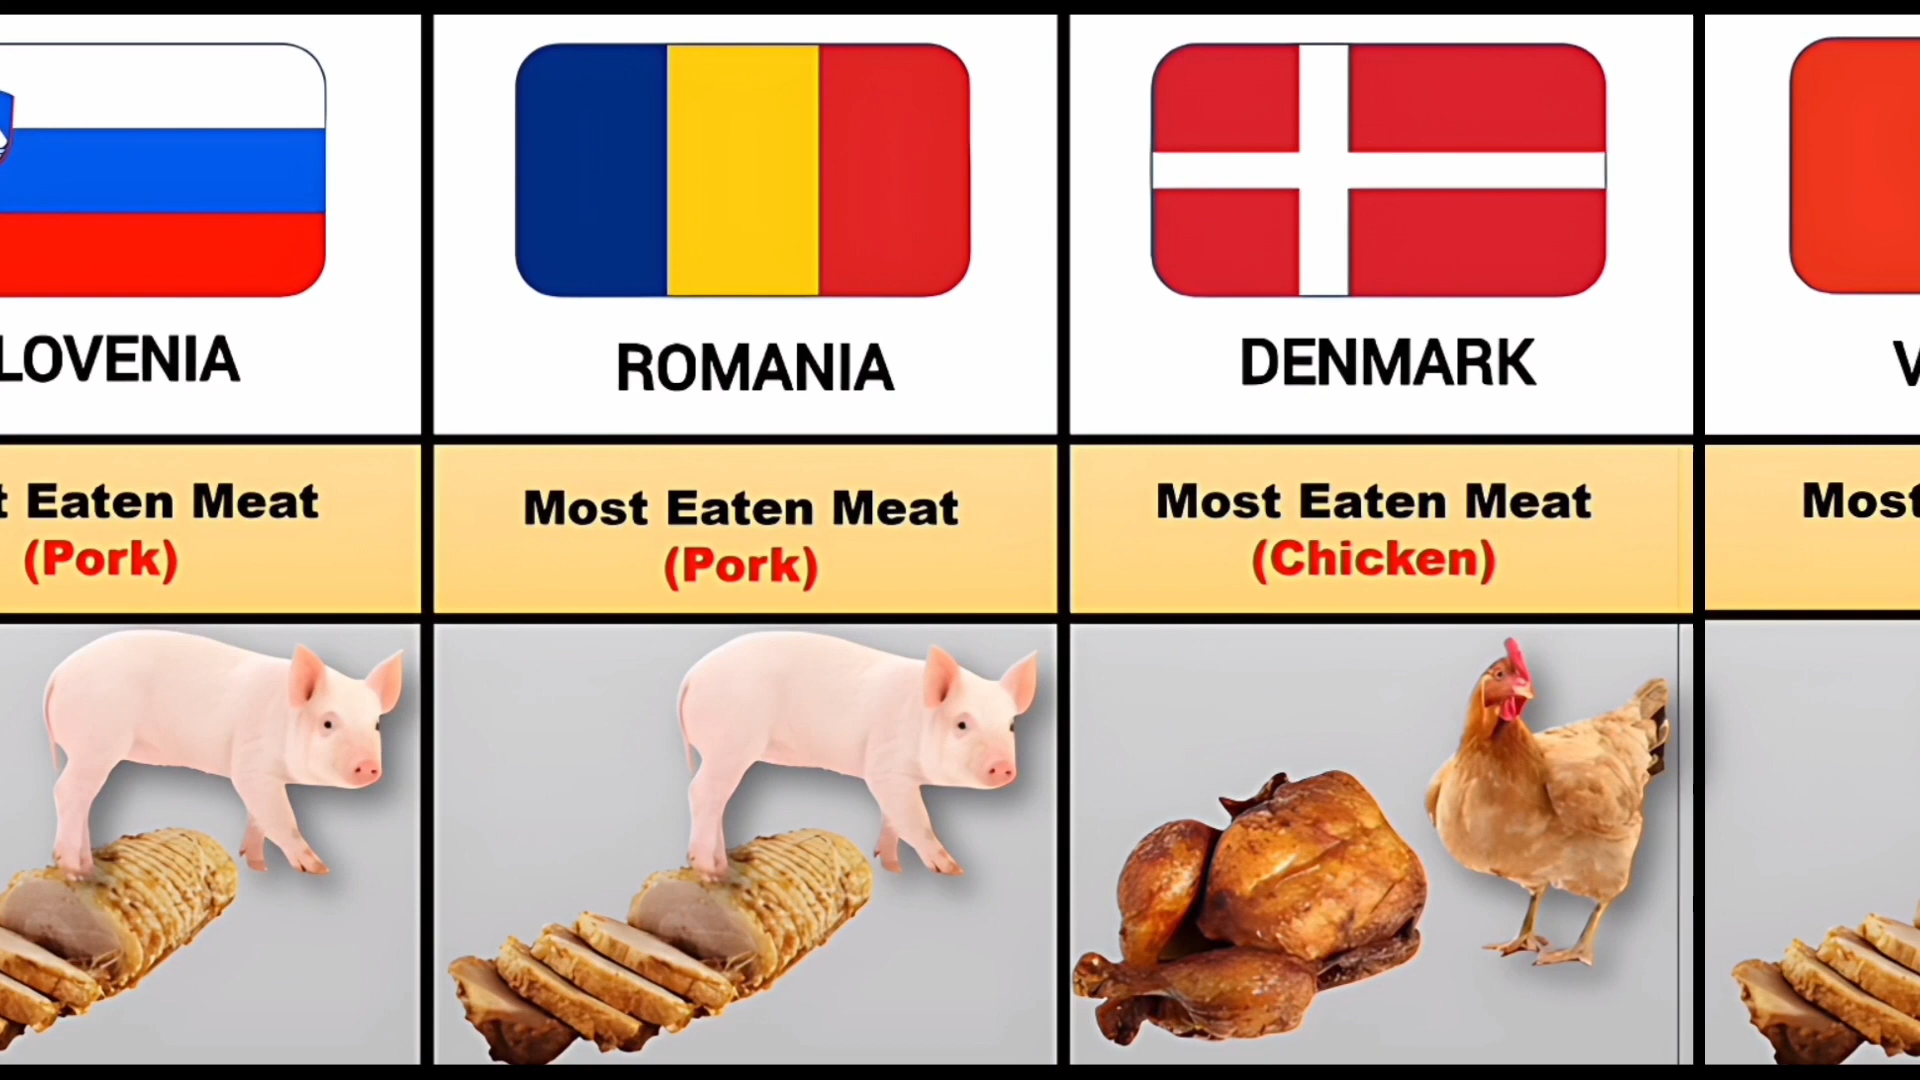 LOVENIA
t Eaten Meat
(Pork)
ROMANIA
Most Eaten Meat
(Pork)
DENMARK
Most Eaten Meat
(Chicken)
V
Most